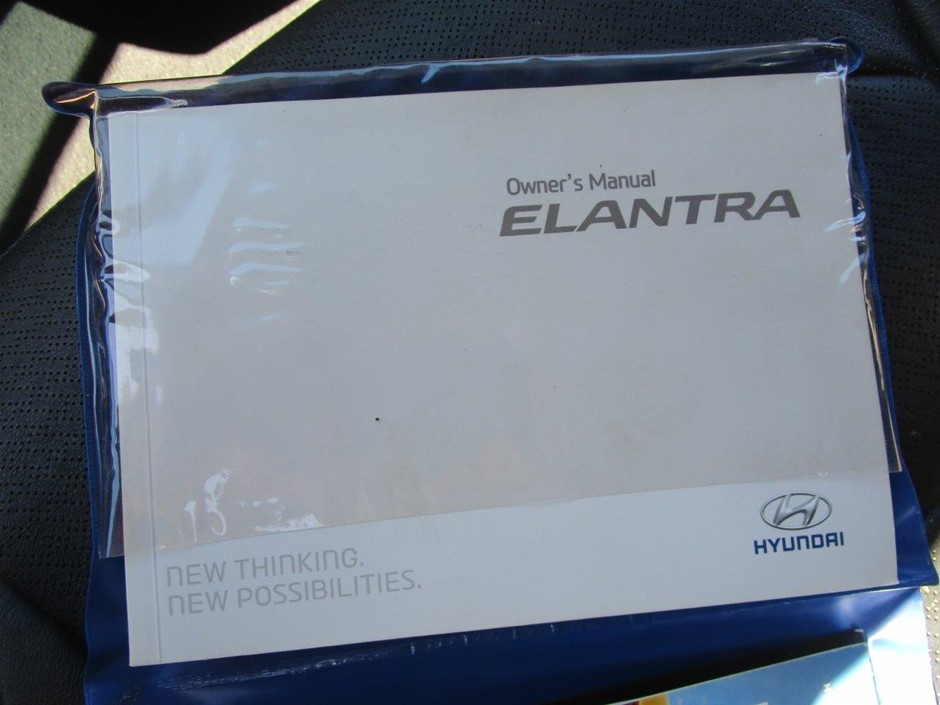 Owner's Manual
ELANTRA
HYUNDAI
NEW THINKING.
NEW POSSIBILITIES.